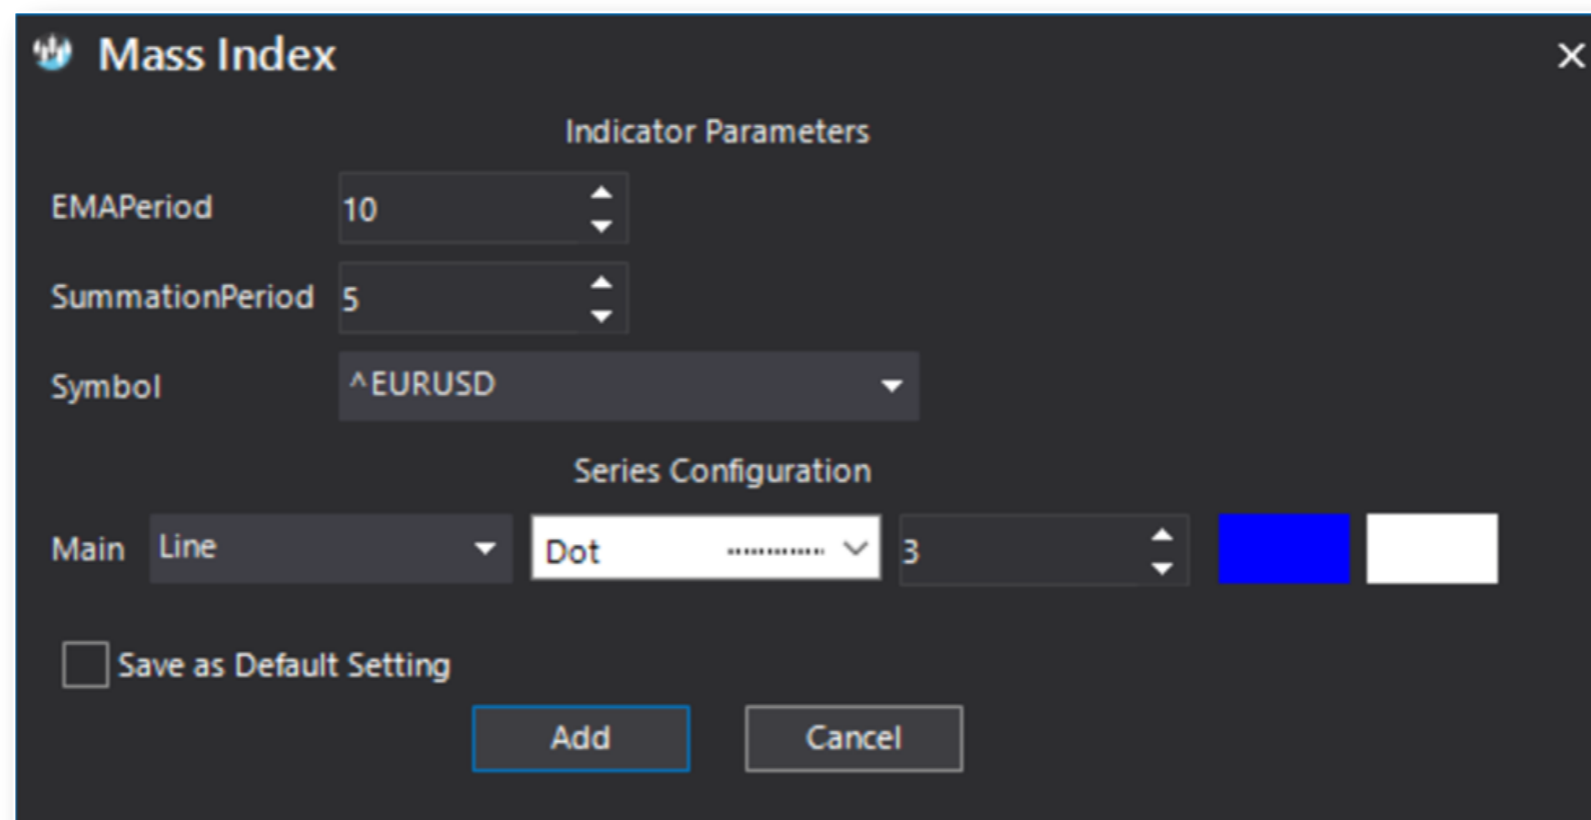 Mass Index
Indicator Parameters
EMAPeriod 10
SummationPeriod 5
Symbol ^EURUSD
Series Configuration
Main Line Dot 3
Save as Default Setting
Add Cancel